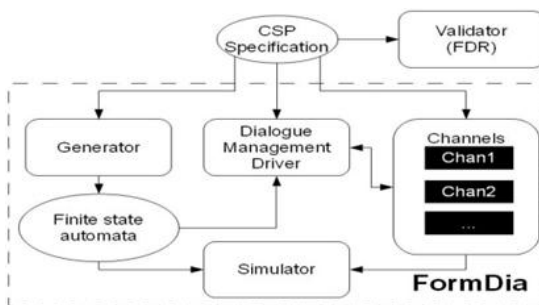 CSP
Specification
Validator
(FDR)
Generator
Dialogue
Management
Driver
Channels
Chan1
Chan2
...
Finite state
automata
Simulator
FormDia